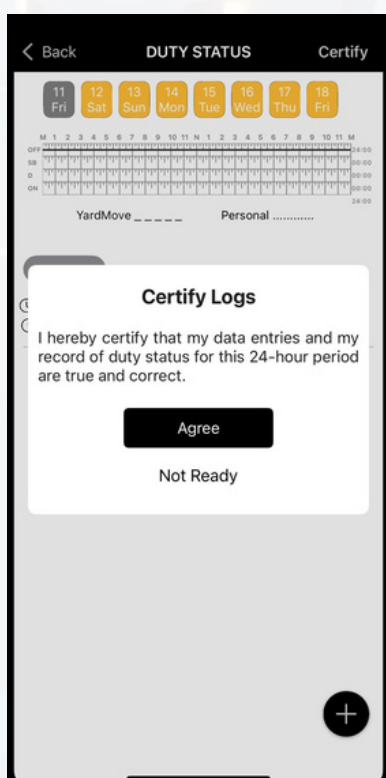 Back DUTY STATUS Certify
11 12 13 14 15 16 17 18
Fri Sat Sun Mon Tue Wed Thu Fri
M 1 2 3 4 5 6 7 8 9 10 11 N 1 2 3 4 5 6 7 8 9 10 11 M
OFF 24:00
SB 00:00
D 00:00
ON 00:00
24:00
YardMove _ _ _ _ _ Personal ............
Certify Logs
I hereby certify that my data entries and my
record of duty status for this 24-hour period
are true and correct.
Agree
Not Ready